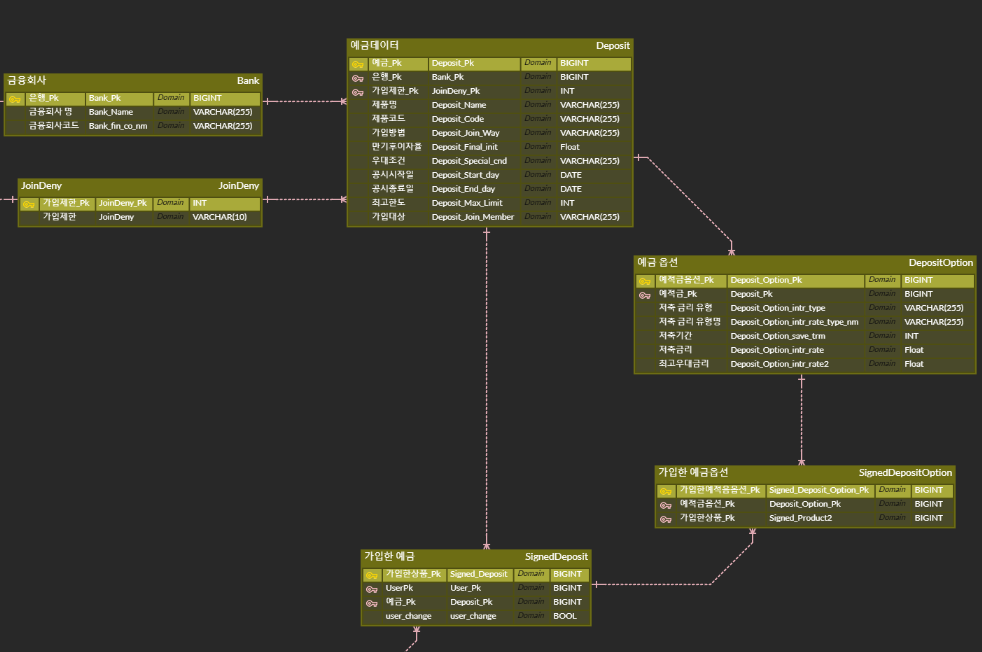 예금데이터 Deposit
예금_Pk Deposit_Pk Domain BIGINT
은행_Pk Bank_Pk Domain BIGINT
가입제한_Pk JoinDeny_Pk Domain INT
제품명 Deposit_Name Domain VARCHAR(255)
제품코드 Deposit_Code Domain VARCHAR(255)
가입방법 Deposit_Join_Way Domain VARCHAR(255)
만기후이자율 Deposit_Final_init Domain Float
우대조건 Deposit_Special_cnd Domain VARCHAR(255)
공시시작일 Deposit_Start_day Domain DATE
공시종료일 Deposit_End_day Domain DATE
최고한도 Deposit_Max_Limit Domain INT
가입대상 Deposit_Join_Member Domain VARCHAR(255)
금융회사 Bank
은행_Pk Bank_Pk Domain BIGINT
금융회사 명 Bank_Name Domain VARCHAR(255)
금융회사코드 Bank_fin_co_nm Domain VARCHAR(255)
JoinDeny JoinDeny
가입제한_Pk JoinDeny_Pk Domain INT
가입제한 JoinDeny Domain VARCHAR(10)
예금 옵션 DepositOption
예적금옵션_Pk Deposit_Option_Pk Domain BIGINT
예적금_Pk Deposit_Pk Domain BIGINT
저축 금리 유형 Deposit_Option_intr_type Domain VARCHAR(255)
저축 금리 유형명 Deposit_Option_intr_rate_type_nm Domain VARCHAR(255)
저축기간 Deposit_Option_save_trm Domain INT
저축금리 Deposit_Option_intr_rate Domain Float
최고우대금리 Deposit_Option_intr_rate2 Domain Float
가입한 예금옵션 SignedDepositOption
가입한예적음옵션_Pk Signed_Deposit_Option_Pk Domain BIGINT
예적금옵션_Pk Deposit_Option_Pk Domain BIGINT
가입한상품_Pk Signed_Product2 Domain BIGINT
가입한 예금 SignedDeposit
가입한상품_Pk Signed_Deposit Domain BIGINT
UserPk User_Pk Domain BIGINT
예금_Pk Deposit_Pk Domain BIGINT
user_change user_change Domain BOOL